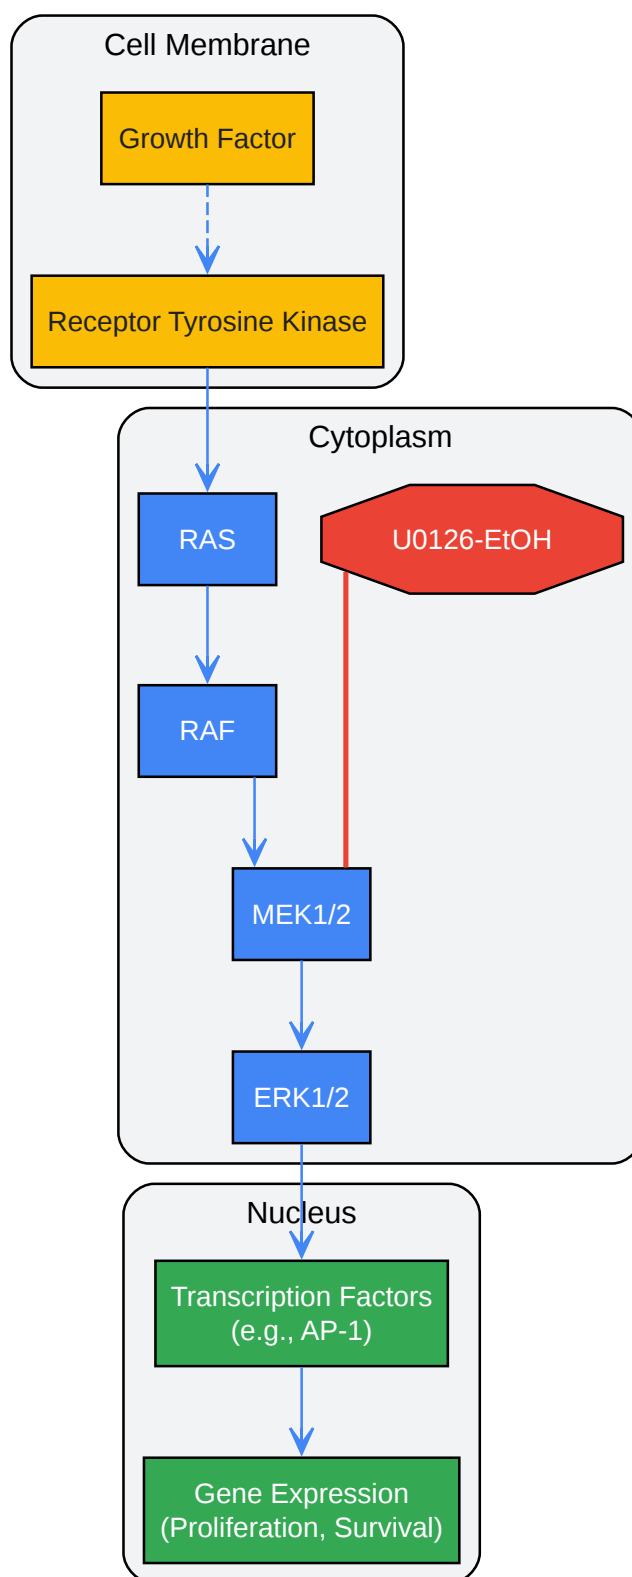 Cell Membrane
Growth Factor
Receptor Tyrosine Kinase
Cytoplasm
RAS
U0126-EtOH
RAF
MEK1/2
ERK1/2
Nucleus
Transcription Factors
(e.g., AP-1)
Gene Expression
(Proliferation, Survival)